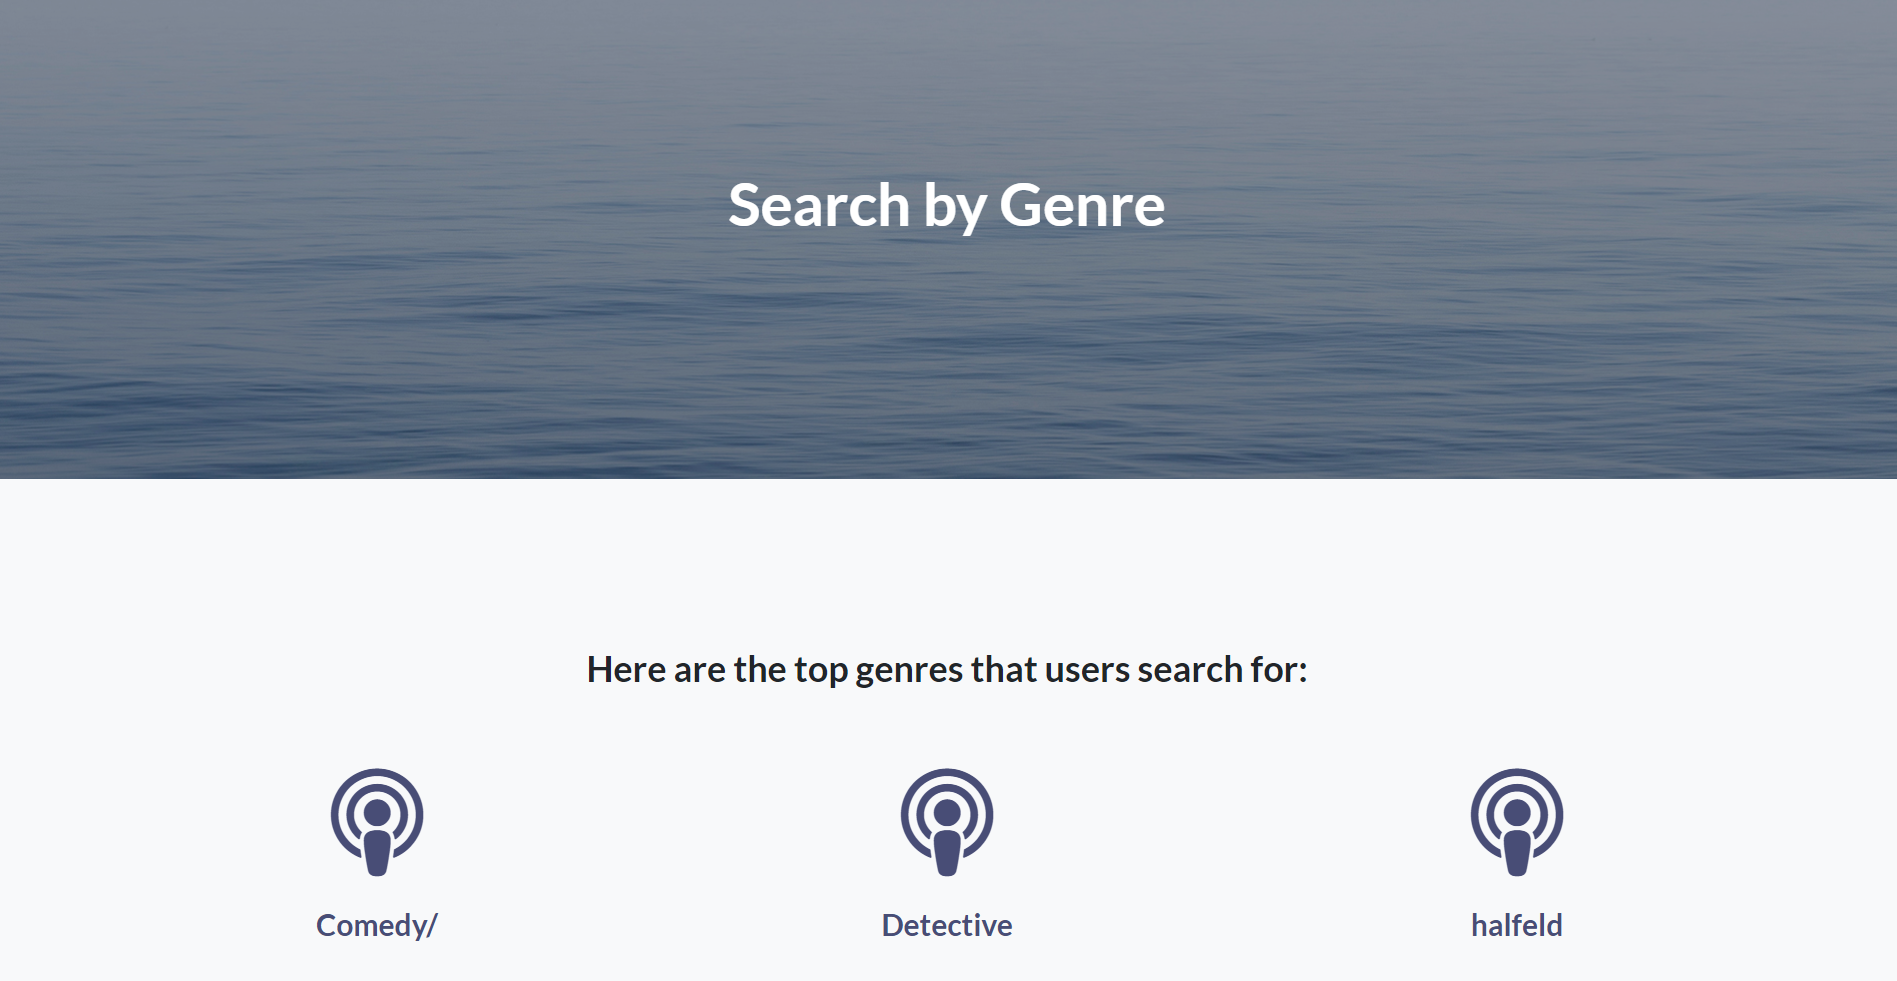 Search by Genre
Here are the top genres that users search for:
Comedy/
Detective
halfeld